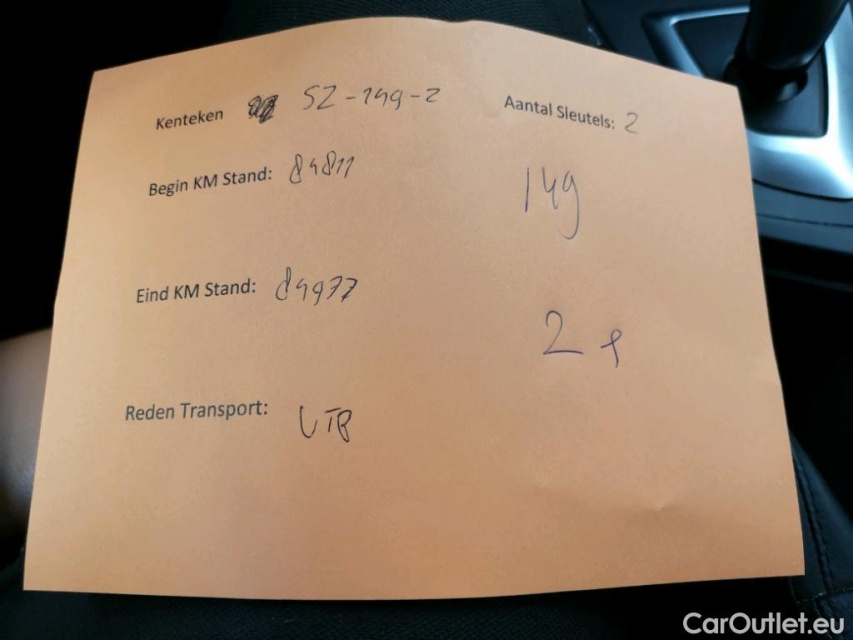 Kenteken SZ-149-Z Aantal Sleutels: 2
Begin KM Stand: 84811
149
Eind KM Stand: 84977
2
Reden Transport:
CarOutlet.eu